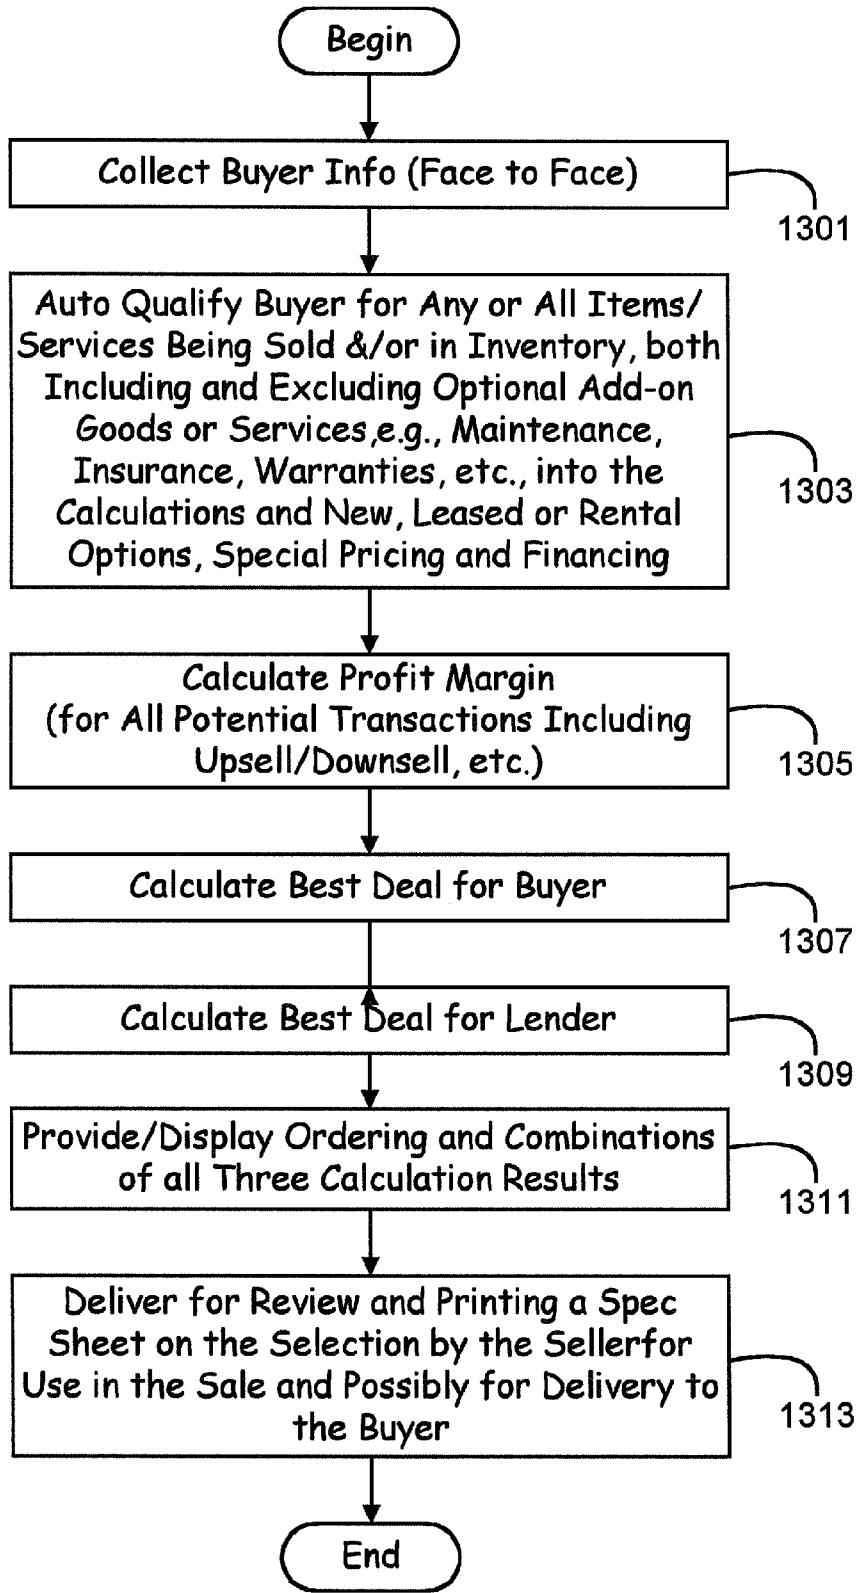 Begin
Collect Buyer Info (Face to Face)
1301
Auto Qualify Buyer for Any or All Items/
Services Being Sold &/or in Inventory, both
Including and Excluding Optional Add-on
Goods or Services,e.g., Maintenance,
Insurance, Warranties, etc., into the
Calculations and New, Leased or Rental
Options, Special Pricing and Financing
1303
Calculate Profit Margin
(for All Potential Transactions Including
Upsell/Downsell, etc.)
1305
Calculate Best Deal for Buyer
1307
Calculate Best Deal for Lender
1309
Provide/Display Ordering and Combinations
of all Three Calculation Results
1311
Deliver for Review and Printing a Spec
Sheet on the Selection by the Sellerfor
Use in the Sale and Possibly for Delivery to
the Buyer
1313
End